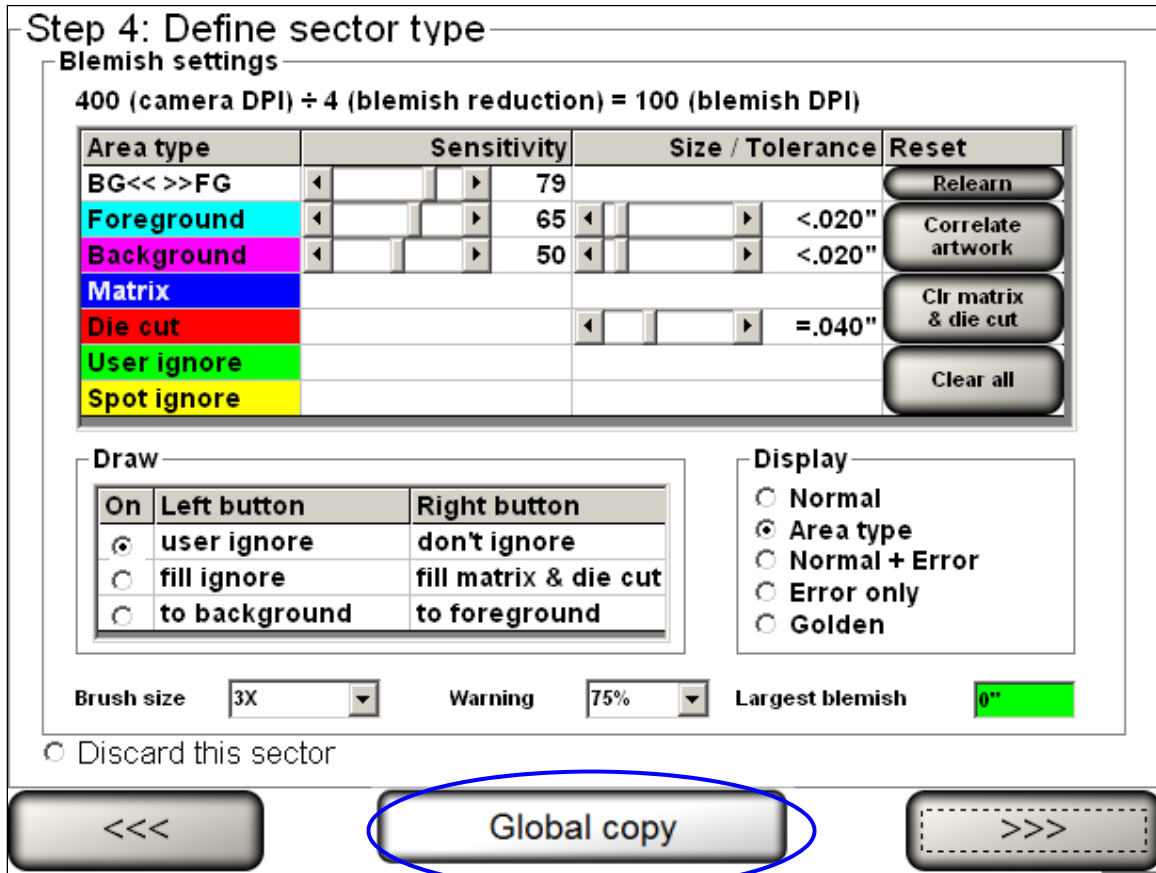 Step 4: Define sector type
Blemish settings
400 (camera DPI) ÷ 4 (blemish reduction) = 100 (blemish DPI)
Area type Sensitivity Size / Tolerance Reset
BG<< >>FG 79 Relearn
Foreground 65 <.020" Correlate
artwork
Background 50 <.020"
Matrix Clr matrix
& die cut
Die cut =.040"
User ignore Clear all
Spot ignore
Draw
On Left button Right button
user ignore don't ignore
fill ignore fill matrix & die cut
to background to foreground
Display
Normal
Area type
Normal + Error
Error only
Golden
Brush size 3X Warning 75% Largest blemish 0"
Discard this sector
<<< Global copy >>>